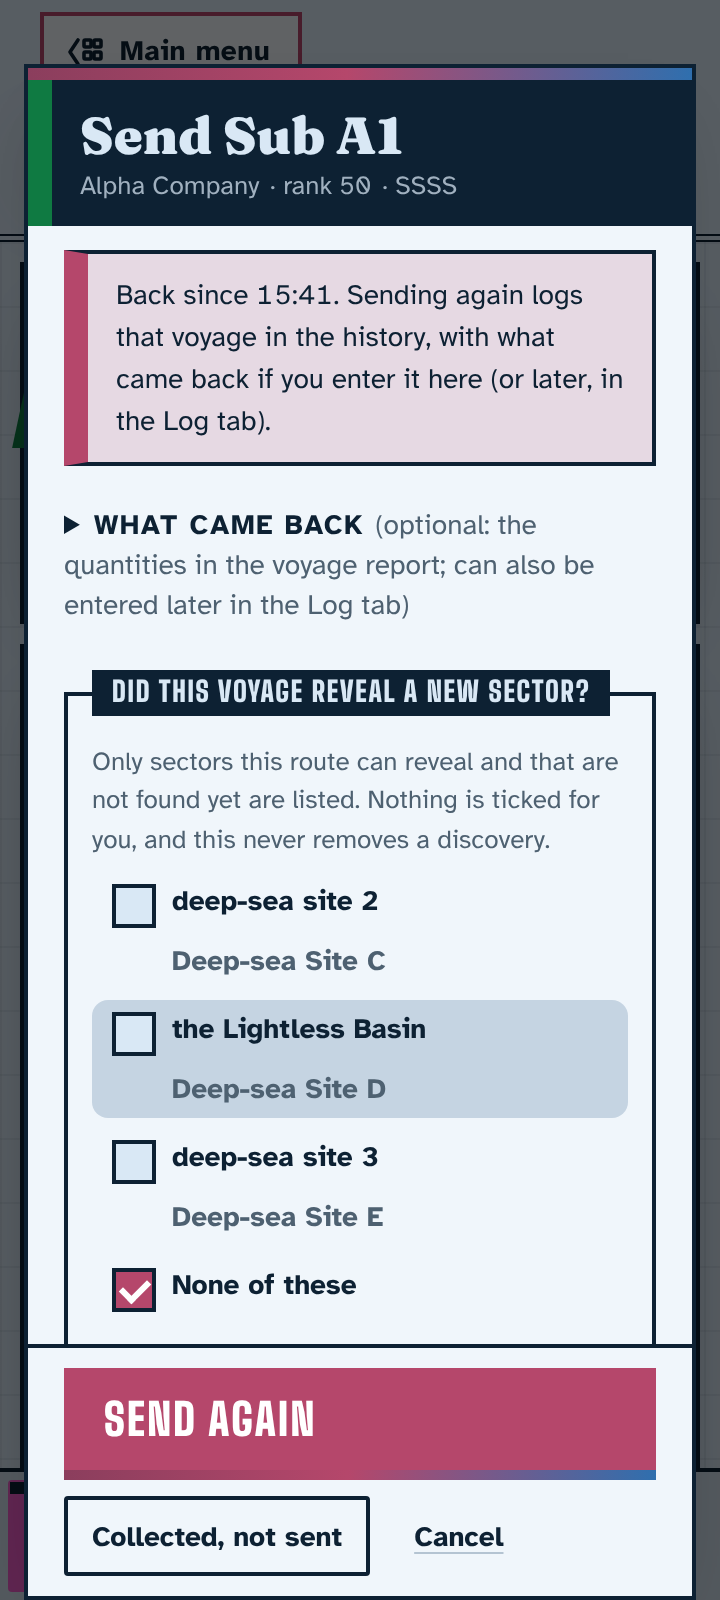 Main menu
Send Sub A1
Alpha Company · rank 50 · SSSS
Back since 15:41. Sending again logs
that voyage in the history, with what
came back if you enter it here (or later, in
the Log tab).
WHAT CAME BACK (optional: the
quantities in the voyage report; can also be
entered later in the Log tab)
DID THIS VOYAGE REVEAL A NEW SECTOR?
Only sectors this route can reveal and that are
not found yet are listed. Nothing is ticked for
you, and this never removes a discovery.
deep-sea site 2
Deep-sea Site C
the Lightless Basin
Deep-sea Site D
deep-sea site 3
Deep-sea Site E
None of these
SEND AGAIN
Collected, not sent
Cancel